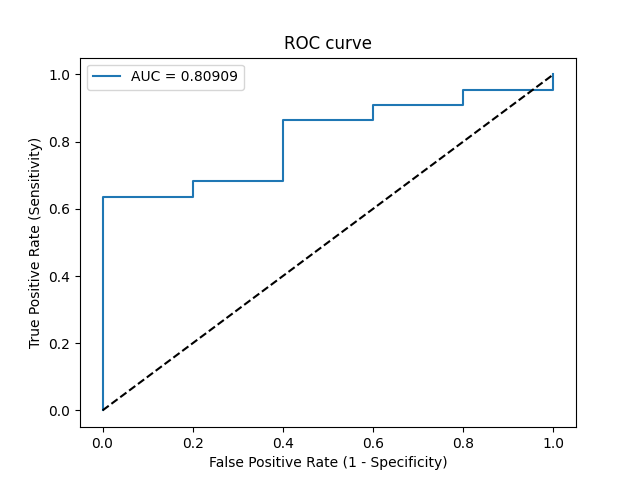 ROC curve
AUC = 0.80909
True Positive Rate (Sensitivity)
1.0
0.8
0.6
0.4
0.2
0.0
0.0 0.2 0.4 0.6 0.8 1.0
False Positive Rate (1 - Specificity)